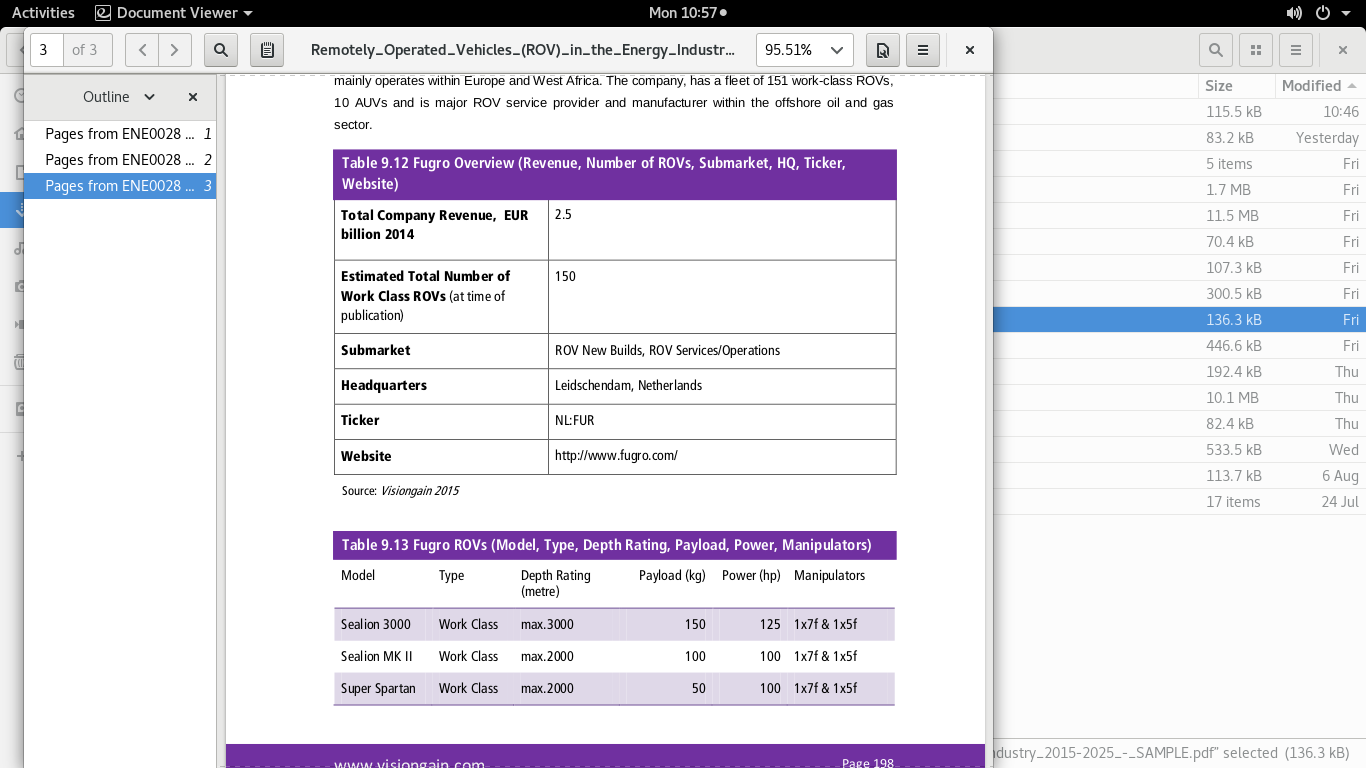 Activities Document Viewer Mon 10:57
3 of 3 Remotely_Operated_Vehicles_(ROV)_in_the_Energy_Industr... 95.51%
Outline
Pages from ENE0028 ... 1
Pages from ENE0028 ... 2
Pages from ENE0028 ... 3
mainly operates within Europe and West Africa. The company, has a fleet of 151 work-class ROVs,
10 AUVs and is major ROV service provider and manufacturer within the offshore oil and gas
sector.
Table 9.12 Fugro Overview (Revenue, Number of ROVs, Submarket, HQ, Ticker,
Website)
Total Company Revenue, EUR 2.5
billion 2014
Estimated Total Number of 150
Work Class ROVs (at time of
publication)
Submarket ROV New Builds, ROV Services/Operations
Headquarters Leidschendam, Netherlands
Ticker NL:FUR
Website http://www.fugro.com/
Source: Visiongain 2015
Table 9.13 Fugro ROVs (Model, Type, Depth Rating, Payload, Power, Manipulators)
Model Type Depth Rating Payload (kg) Power (hp) Manipulators
(metre)
Sealion 3000 Work Class max.3000 150 125 1x7f & 1x5f
Sealion MK II Work Class max.2000 100 100 1x7f & 1x5f
Super Spartan Work Class max.2000 50 100 1x7f & 1x5f
www.visiongain.com Page 198
Size Modified
115.5 kB 10:46
83.2 kB Yesterday
5 items Fri
1.7 MB Fri
11.5 MB Fri
70.4 kB Fri
107.3 kB Fri
300.5 kB Fri
136.3 kB Fri
446.6 kB Fri
192.4 kB Thu
10.1 MB Thu
82.4 kB Thu
533.5 kB Wed
113.7 kB 6 Aug
17 items 24 Jul
ndustry_2015-2025_-_SAMPLE.pdf" selected (136.3 kB)